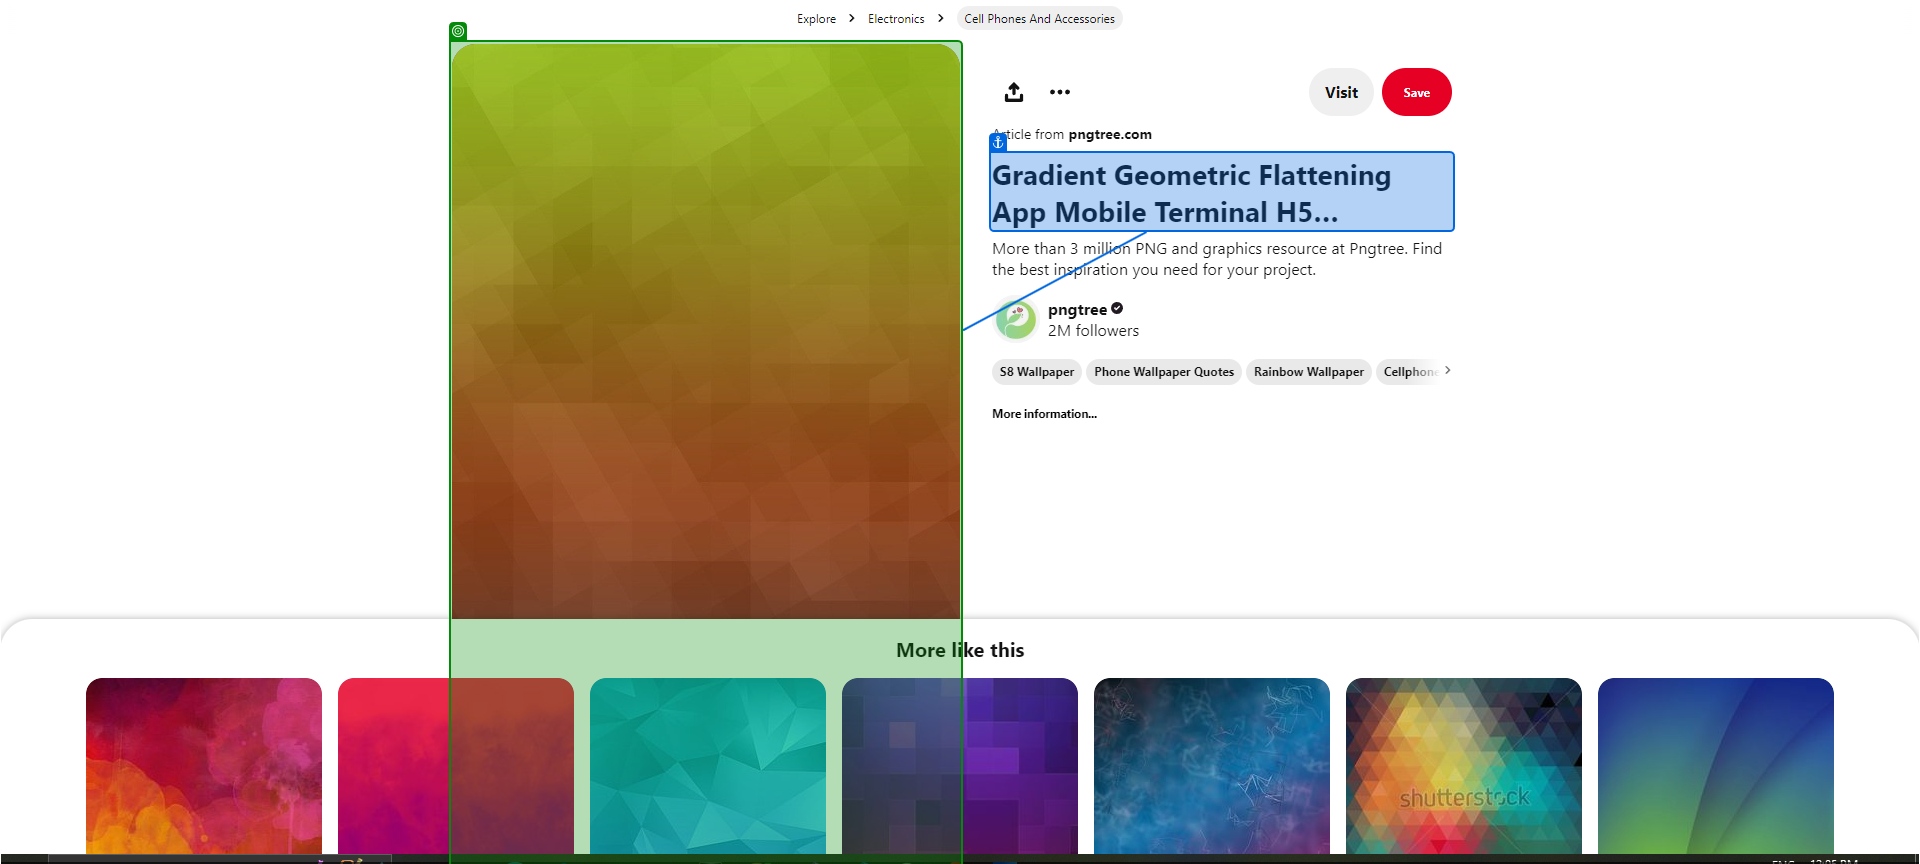 Explore
Electronics
Cell Phones And Accessories
Visit
Save
Article from pngtree.com
Gradient Geometric Flattening
App Mobile Terminal H5...
More than 3 million PNG and graphics resource at Pngtree. Find
the best inspiration you need for your project.
pngtree
2M followers
S8 Wallpaper
Phone Wallpaper Quotes
Rainbow Wallpaper
Cellphone
More information...
More like this
shutterstock